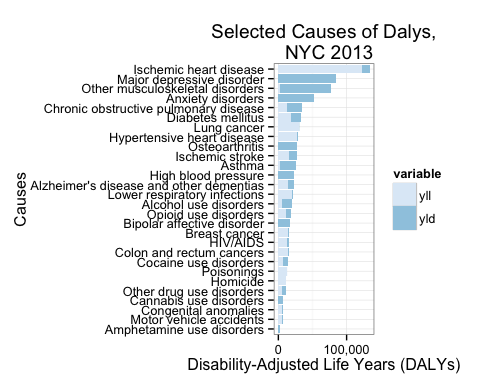 Selected Causes of Dalys,
NYC 2013
Causes
Ischemic heart disease
Major depressive disorder
Other musculoskeletal disorders
Anxiety disorders
Chronic obstructive pulmonary disease
Diabetes mellitus
Lung cancer
Hypertensive heart disease
Osteoarthritis
Ischemic stroke
Asthma
High blood pressure
Alzheimer's disease and other dementias
Lower respiratory infections
Alcohol use disorders
Opioid use disorders
Bipolar affective disorder
Breast cancer
HIV/AIDS
Colon and rectum cancers
Cocaine use disorders
Poisonings
Homicide
Other drug use disorders
Cannabis use disorders
Congenital anomalies
Motor vehicle accidents
Amphetamine use disorders
variable
yll
yld
0 100,000
Disability-Adjusted Life Years (DALYs)